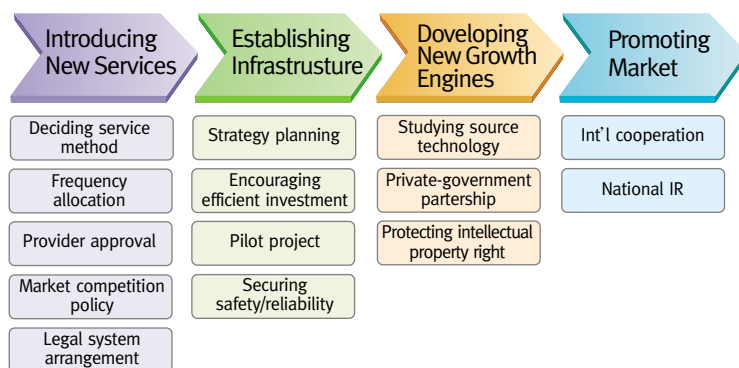 Introducing
New Services
Deciding service
method
Frequency
allocation
Provider approval
Market competition
policy
Legal system
arrangement
Establishing
Infrastrusture
Strategy planning
Encouraging
efficient investment
Pilot project
Securing
safety/reliability
Doveloping
New Growth
Engines
Studying source
technology
Private-government
partership
Protecting intellectual
property right
Promoting
Market
Int'l cooperation
National IR